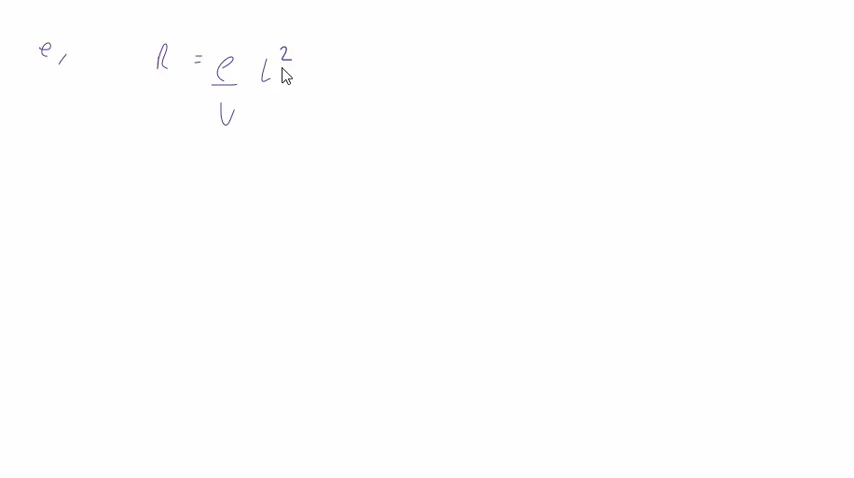 e, R = ρ/V L²